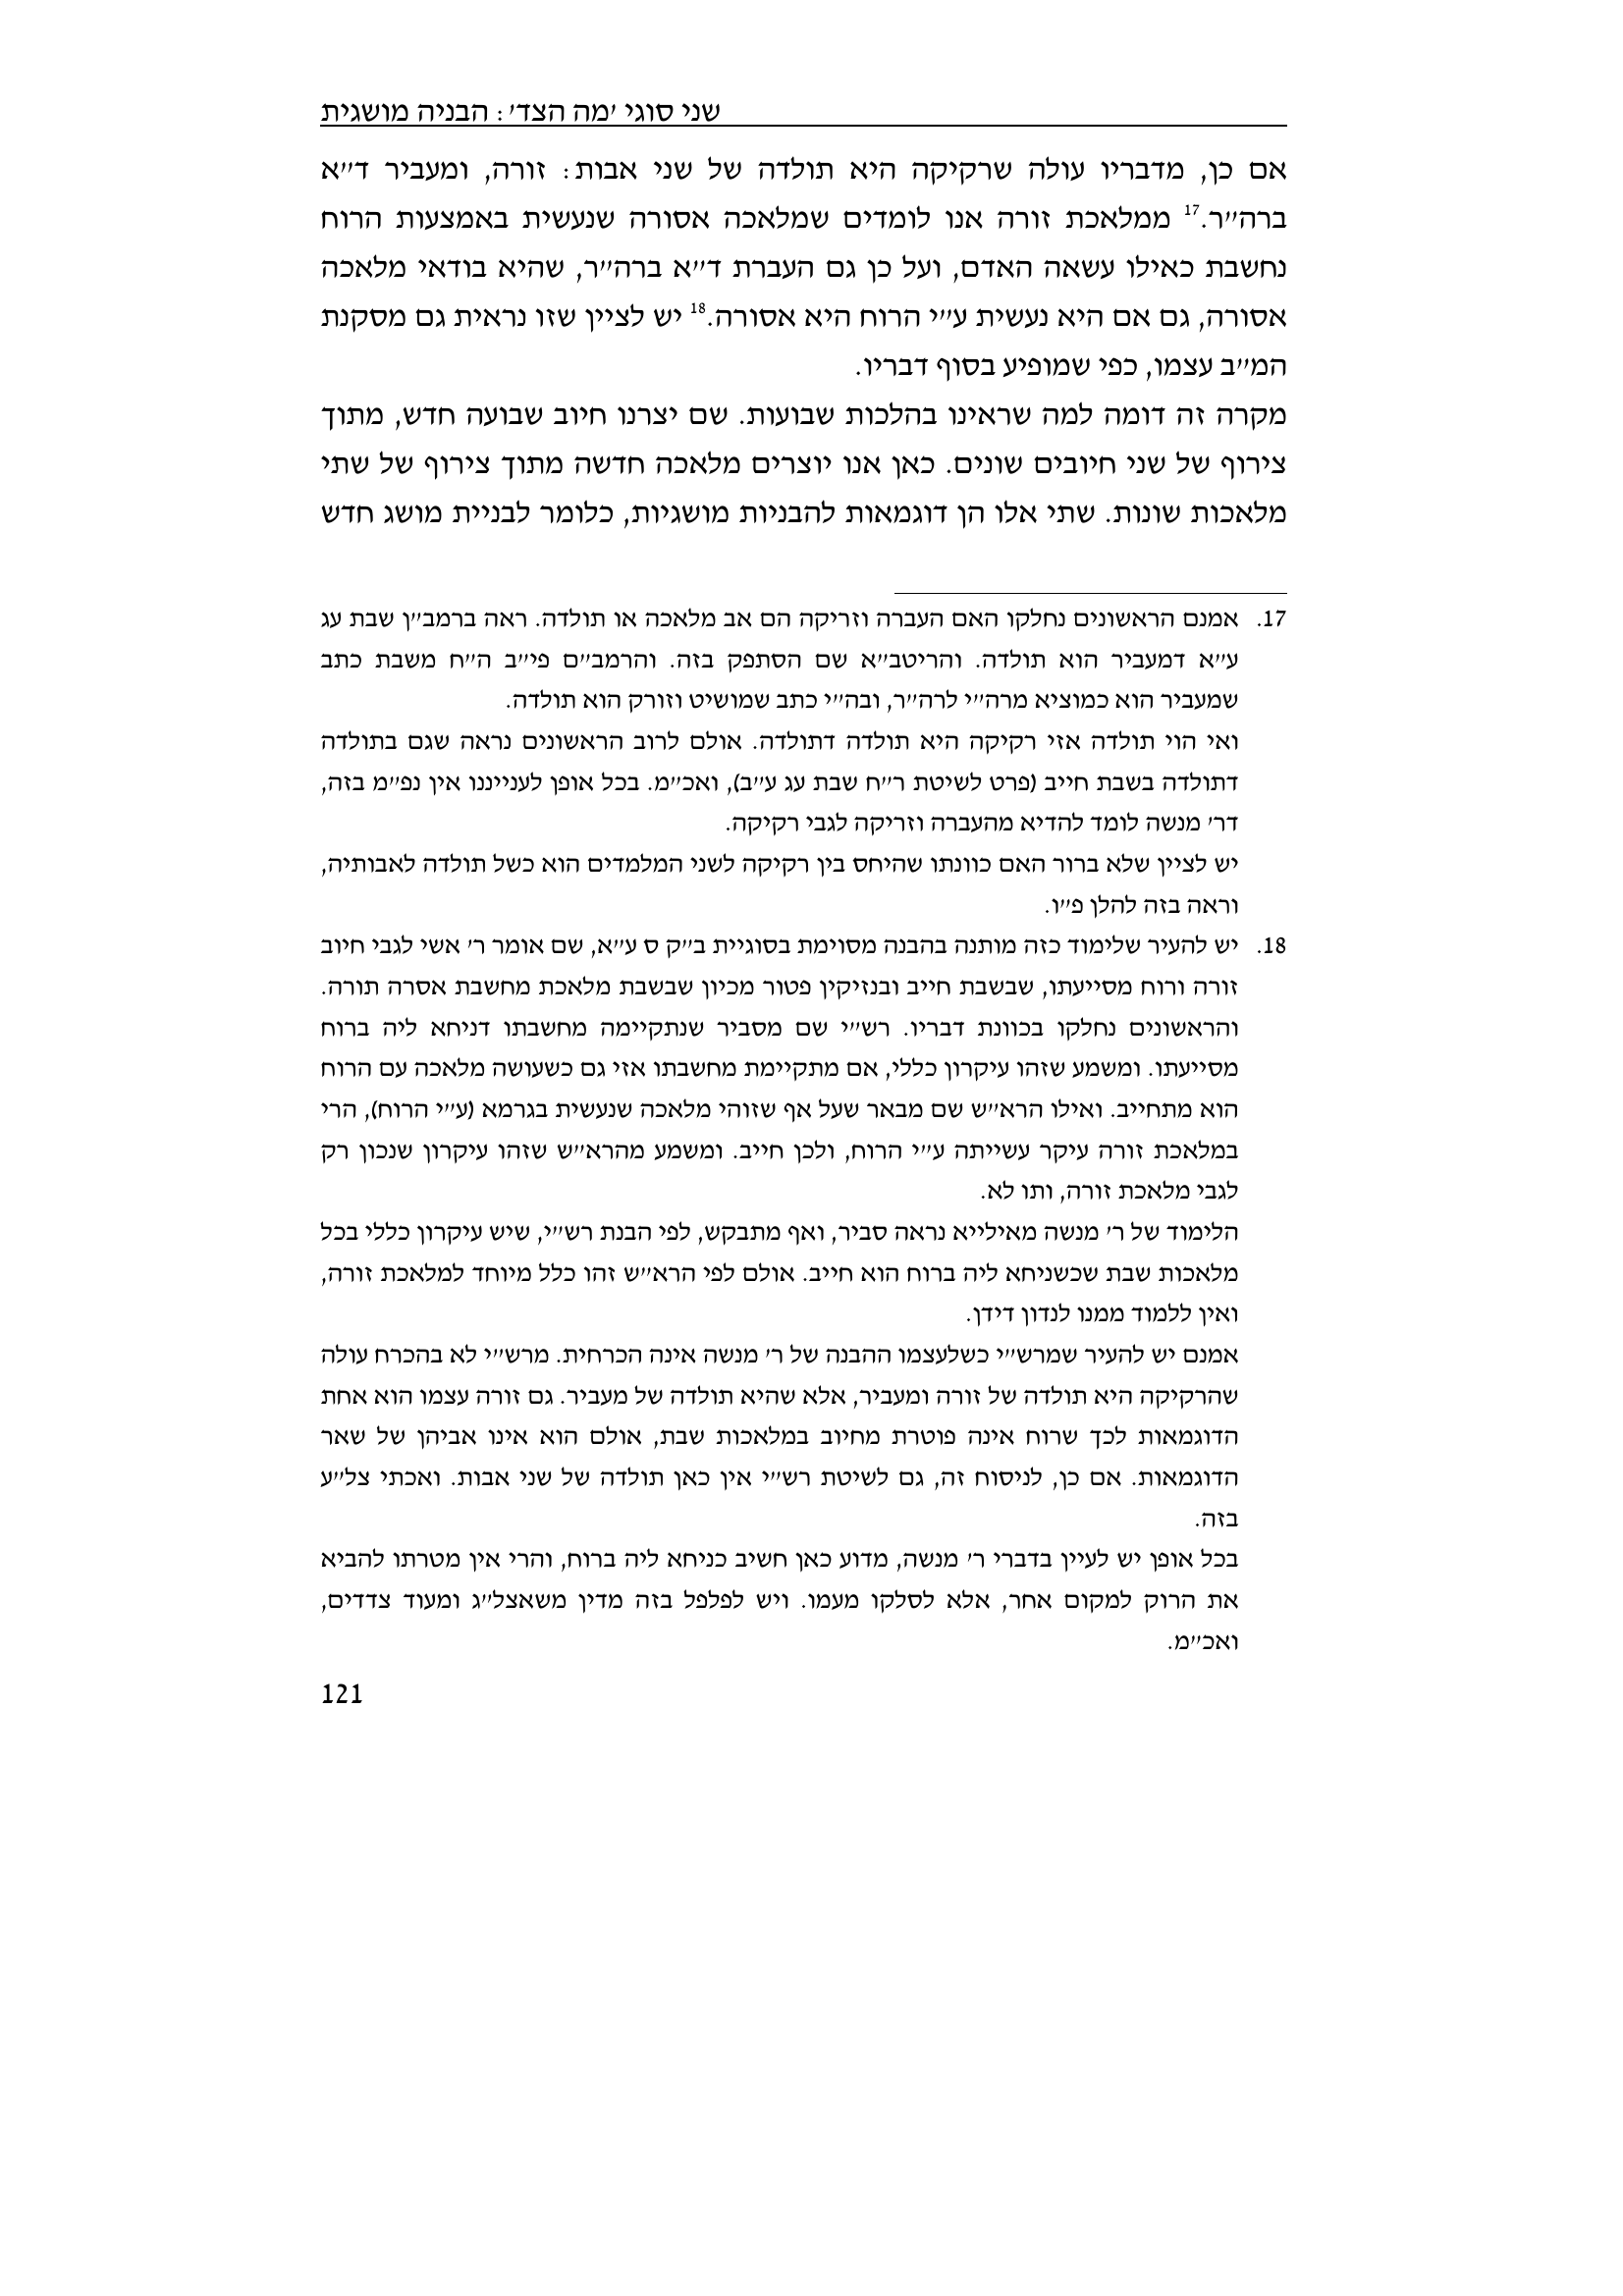 שני סוגי 'מה הצד': הבניה מושגית
אם כן, מדבריו עולה שרקיקה היא תולדה של שני אבות: זורה, ומעביר ד"א
ברה"ר.17 ממלאכת זורה אנו לומדים שמלאכה אסורה שנעשית באמצעות הרוח
נחשבת כאילו עשאה האדם, ועל כן גם העברת ד"א ברה"ר, שהיא בודאי מלאכה
אסורה, גם אם היא נעשית ע"י הרוח היא אסורה.18 יש לציין שזו נראית גם מסקנת
המ"ב עצמו, כפי שמופיע בסוף דבריו.
מקרה זה דומה למה שראינו בהלכות שבועות. שם יצרנו חיוב שבועה חדש, מתוך
צירוף של שני חיובים שונים. כאן אנו יוצרים מלאכה חדשה מתוך צירוף של שתי
מלאכות שונות. שתי אלו הן דוגמאות להבניות מושגיות, כלומר לבניית מושג חדש
17. אמנם הראשונים נחלקו האם העברה וזריקה הם אב מלאכה או תולדה. ראה ברמב"ן שבת עג
ע"א דמעביר הוא תולדה. והריטב"א שם הסתפק בזה. והרמב"ם פי"ב ה"ח משבת כתב
שמעביר הוא כמוציא מרה"י לרה"ר, ובה"י כתב שמושיט וזורק הוא תולדה.
ואי הוי תולדה אזי רקיקה היא תולדה דתולדה. אולם לרוב הראשונים נראה שגם בתולדה
דתולדה בשבת חייב (פרט לשיטת ר"ח שבת עג ע"ב), ואכ"מ. בכל אופן לענייננו אין נפ"מ בזה,
דר' מנשה לומד להדיא מהעברה וזריקה לגבי רקיקה.
יש לציין שלא ברור האם כוונתו שהיחס בין רקיקה לשני המלמדים הוא כשל תולדה לאבותיה,
וראה בזה להלן פ"ו.
18. יש להעיר שלימוד כזה מותנה בהבנה מסוימת בסוגיית ב"ק ס ע"א, שם אומר ר' אשי לגבי חיוב
זורה ורוח מסייעתו, שבשבת חייב ובנזיקין פטור מכיון שבשבת מלאכת מחשבת אסרה תורה.
והראשונים נחלקו בכוונת דבריו. רש"י שם מסביר שנתקיימה מחשבתו דניחא ליה ברוח
מסייעתו. ומשמע שזהו עיקרון כללי, אם מתקיימת מחשבתו אזי גם כשעושה מלאכה עם הרוח
הוא מתחייב. ואילו הרא"ש שם מבאר שעל אף שזוהי מלאכה שנעשית בגרמא (ע"י הרוח), הרי
במלאכת זורה עיקר עשייתה ע"י הרוח, ולכן חייב. ומשמע מהרא"ש שזהו עיקרון שנכון רק
לגבי מלאכת זורה, ותו לא.
הלימוד של ר' מנשה מאילייא נראה סביר, ואף מתבקש, לפי הבנת רש"י, שיש עיקרון כללי בכל
מלאכות שבת שכשניחא ליה ברוח הוא חייב. אולם לפי הרא"ש זהו כלל מיוחד למלאכת זורה,
ואין ללמוד ממנו לנדון דידן.
אמנם יש להעיר שמרש"י כשלעצמו ההבנה של ר' מנשה אינה הכרחית. מרש"י לא בהכרח עולה
שהרקיקה היא תולדה של זורה ומעביר, אלא שהיא תולדה של מעביר. גם זורה עצמו הוא אחת
הדוגמאות לכך שרוח אינה פוטרת מחיוב במלאכות שבת, אולם הוא אינו אביהן של שאר
הדוגמאות. אם כן, לניסוח זה, גם לשיטת רש"י אין כאן תולדה של שני אבות. ואכתי צל"ע
בזה.
בכל אופן יש לעיין בדברי ר' מנשה, מדוע כאן חשיב כניחא ליה ברוח, והרי אין מטרתו להביא
את הרוק למקום אחר, אלא לסלקו מעמו. ויש לפלפל בזה מדין משאצל"ג ומעוד צדדים,
ואכ"מ.
121